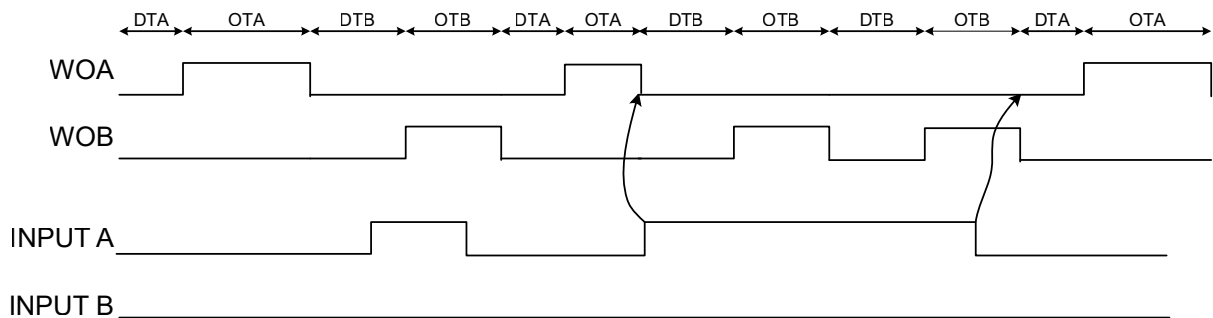 DTA OTA DTB OTB DTA OTA DTB OTB DTB OTB DTA OTA
WOA
WOB
INPUT A
INPUT B